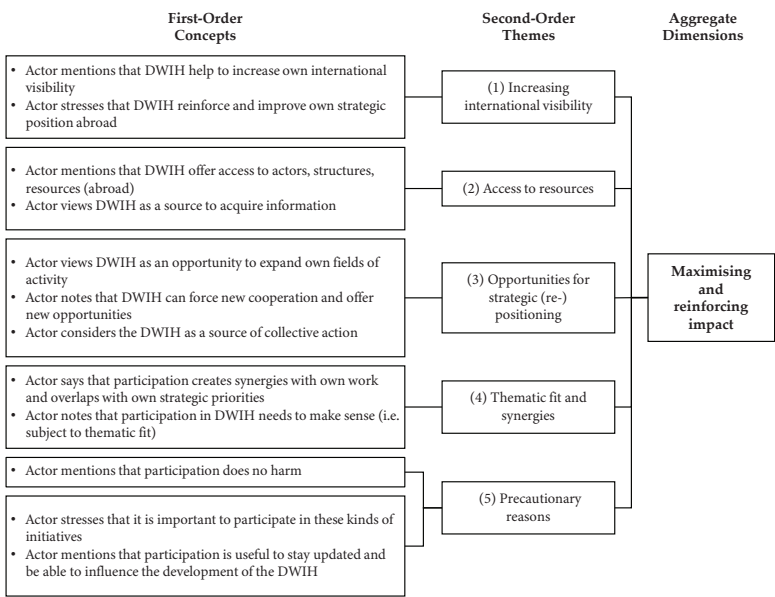 First-Order
Concepts
Second-Order
Themes
Aggregate
Dimensions
• Actor mentions that DWIH help to increase own international
visibility
• Actor stresses that DWIH reinforce and improve own strategic
position abroad
(1) Increasing
international visibility
• Actor mentions that DWIH offer access to actors, structures,
resources (abroad)
• Actor views DWIH as a source to acquire information
(2) Access to resources
• Actor views DWIH as an opportunity to expand own fields of
activity
• Actor notes that DWIH can force new cooperation and offer
new opportunities
• Actor considers the DWIH as a source of collective action
(3) Opportunities for
strategic (re-)
positioning
Maximising
and
reinforcing
impact
• Actor says that participation creates synergies with own work
and overlaps with own strategic priorities
• Actor notes that participation in DWIH needs to make sense (i.e.
subject to thematic fit)
(4) Thematic fit and
synergies
• Actor mentions that participation does no harm
• Actor stresses that it is important to participate in these kinds of
initiatives
• Actor mentions that participation is useful to stay updated and
be able to influence the development of the DWIH
(5) Precautionary
reasons